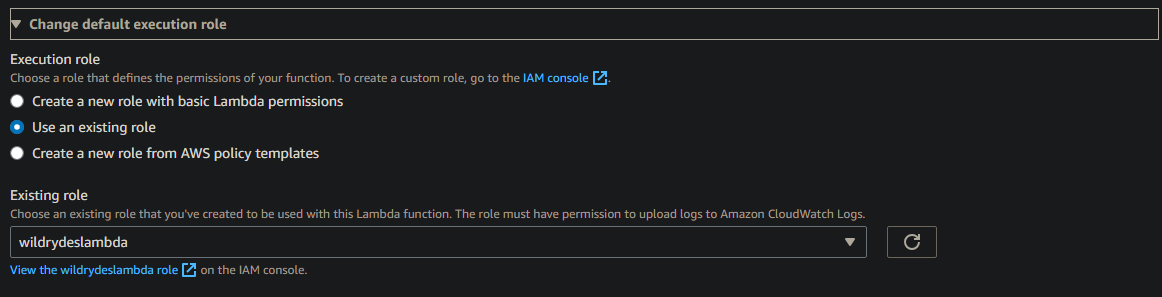 Change default execution role
Execution role
Choose a role that defines the permissions of your function. To create a custom role, go to the IAM console.
Create a new role with basic Lambda permissions
Use an existing role
Create a new role from AWS policy templates
Existing role
Choose an existing role that you've created to be used with this Lambda function. The role must have permission to upload logs to Amazon CloudWatch Logs.
wildrydeslambda
View the wildrydeslambda role on the IAM console.